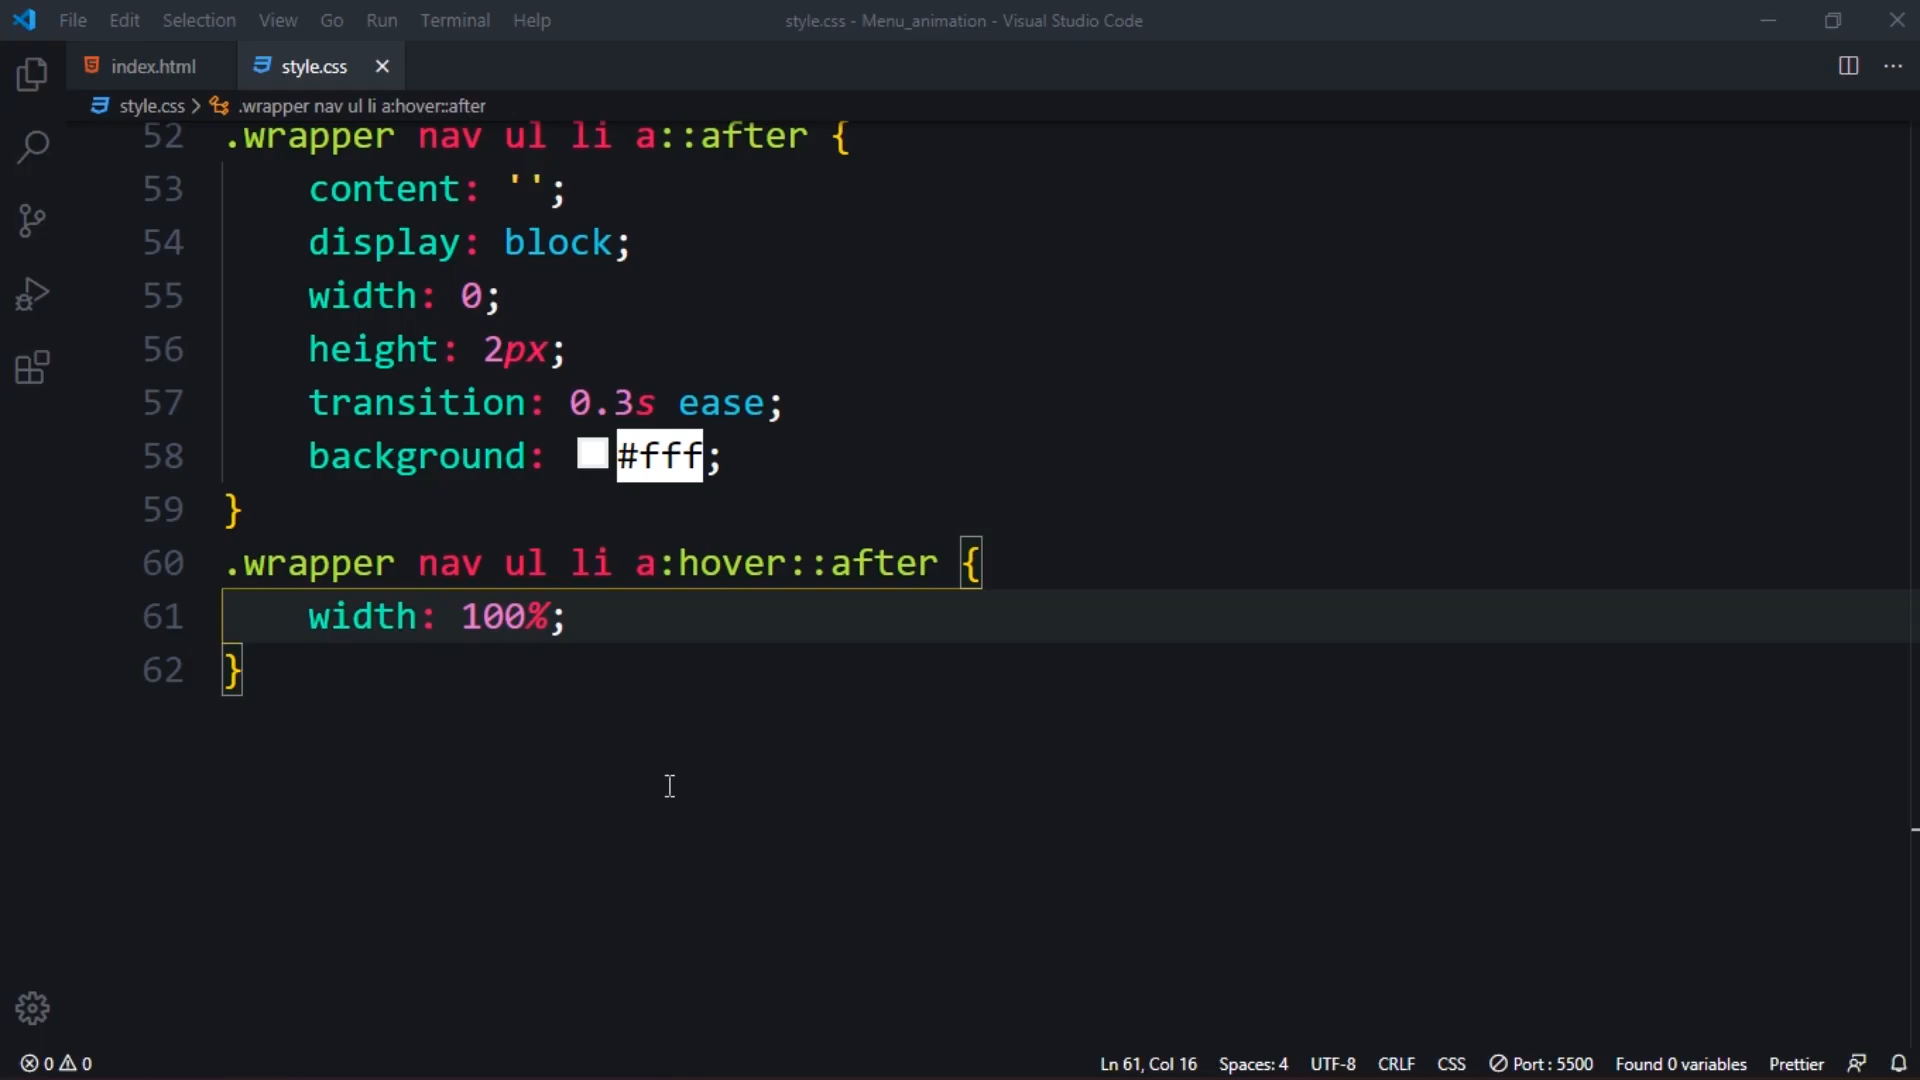 File Edit Selection View Go Run Terminal Help style.css - Menu_animation - Visual Studio Code
index.html style.css
style.css > .wrapper nav ul li a:hover::after
52 .wrapper nav ul li a::after {
53 content: '';
54 display: block;
55 width: 0;
56 height: 2px;
57 transition: 0.3s ease;
58 background: #fff;
59 }
60 .wrapper nav ul li a:hover::after {
61 width: 100%;
62 }
0 0 Ln 61, Col 16 Spaces: 4 UTF-8 CRLF CSS Port : 5500 Found 0 variables Prettier